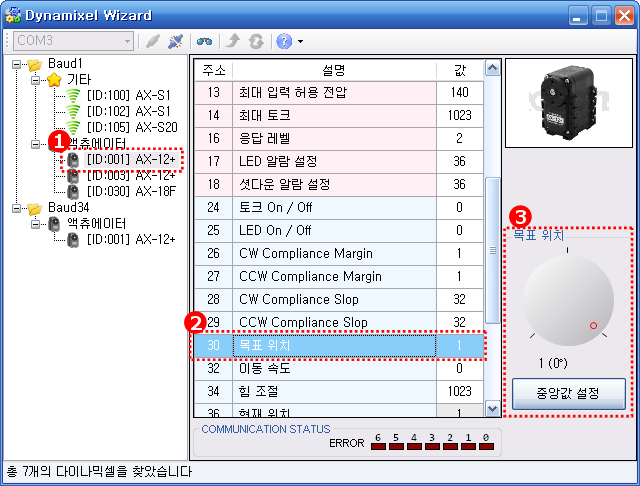 Dynamixel Wizard
COM3
Baud1
기타
[ID:100] AX-S1
[ID:102] AX-S1
[ID:105] AX-S20
1
액츄에이터
[ID:001] AX-12+
[ID:003] AX-12+
[ID:030] AX-18F
Baud34
액츄에이터
[ID:001] AX-12+
주소 설명 값
13 최대 입력 허용 전압 140
14 최대 토크 1023
16 응답 레벨 2
17 LED 알람 설정 36
18 셧다운 알람 설정 36
24 토크 On / Off 0
25 LED On / Off 0
26 CW Compliance Margin 1
27 CCW Compliance Margin 1
28 CW Compliance Slop 32
29 CCW Compliance Slop 32
2
30 목표 위치 1
32 이동 속도 0
34 힘 조절 1023
36 현재 위치 1
COMMUNICATION STATUS
ERROR 6 5 4 3 2 1 0
3
목표 위치
1 (0°)
중앙값 설정
총 7개의 다이나믹셀을 찾았습니다